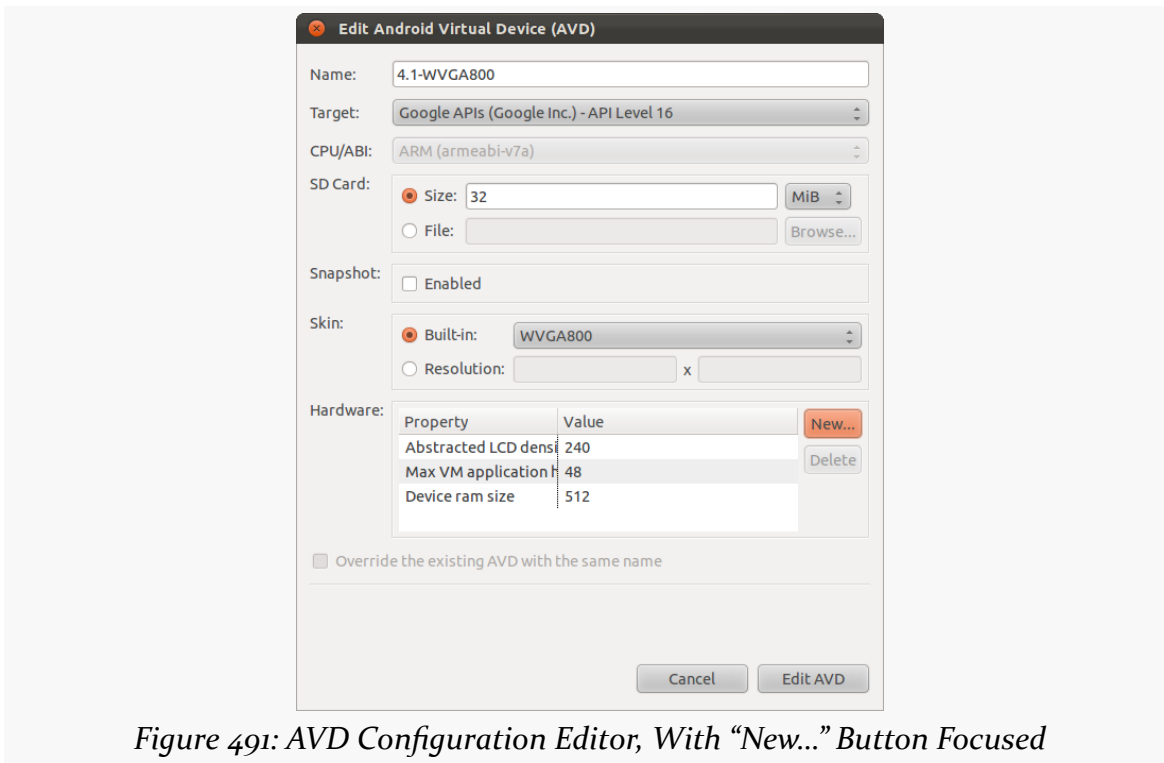 Edit Android Virtual Device (AVD)
Name: 4.1-WVGA800
Target: Google APIs (Google Inc.) - API Level 16
CPU/ABI: ARM (armeabi-v7a)
SD Card:
Size: 32 MiB
File: Browse...
Snapshot:
Enabled
Skin:
Built-in: WVGA800
Resolution: x
Hardware:
Property Value New...
Abstracted LCD densi 240
Delete
Max VM application h 48
Device ram size 512
Override the existing AVD with the same name
Cancel Edit AVD
Figure 491: AVD Configuration Editor, With “New...” Button Focused